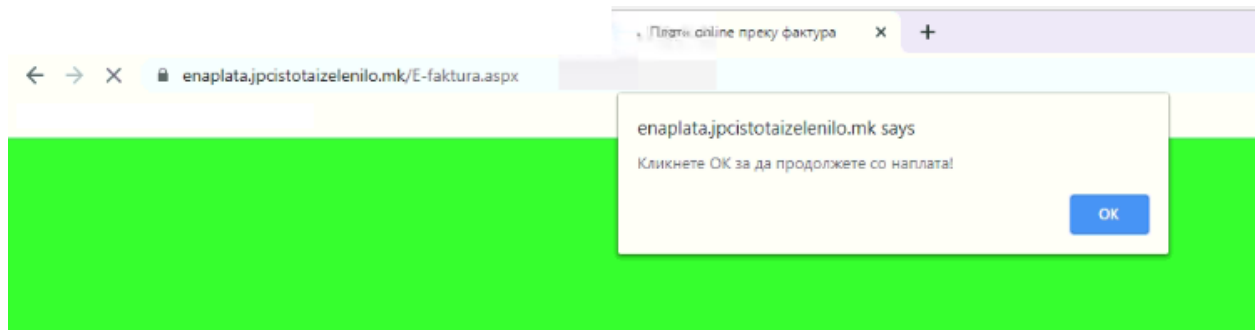 Плати online преку фактура
enaplata.jpcistotaizelenilo.mk/E-faktura.aspx
enaplata.jpcistotaizelenilo.mk says
Кликнете OK за да продолжете со наплата!
OK